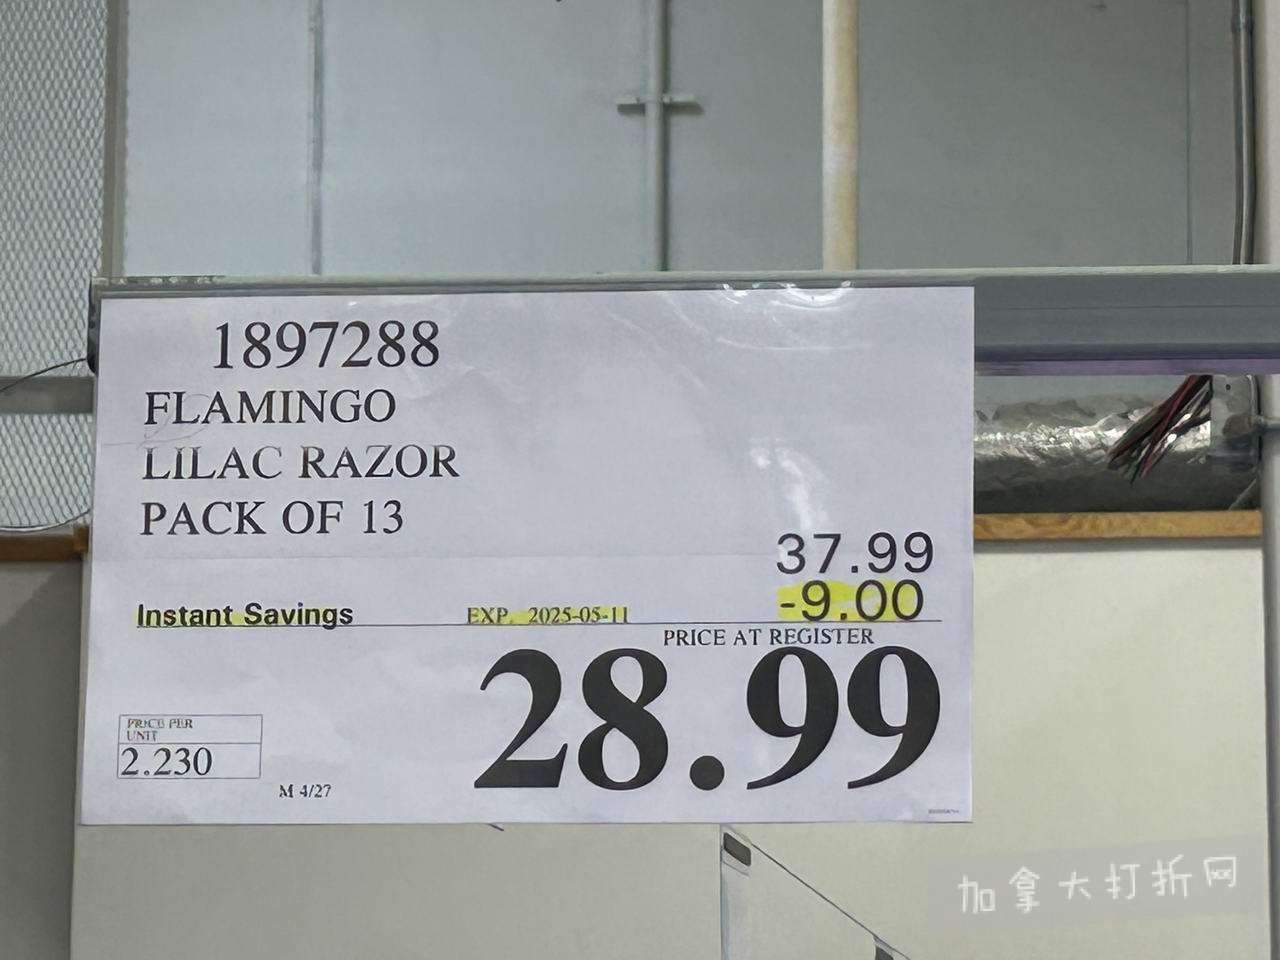 1897288
FLAMINGO
LILAC RAZOR
PACK OF 13
37.99
Instant Savings EXP. 2025-05-11 -9.00
PRICE AT REGISTER
28.99
PRICE PER
UNIT
2.230
M 4/27
加拿大打折网